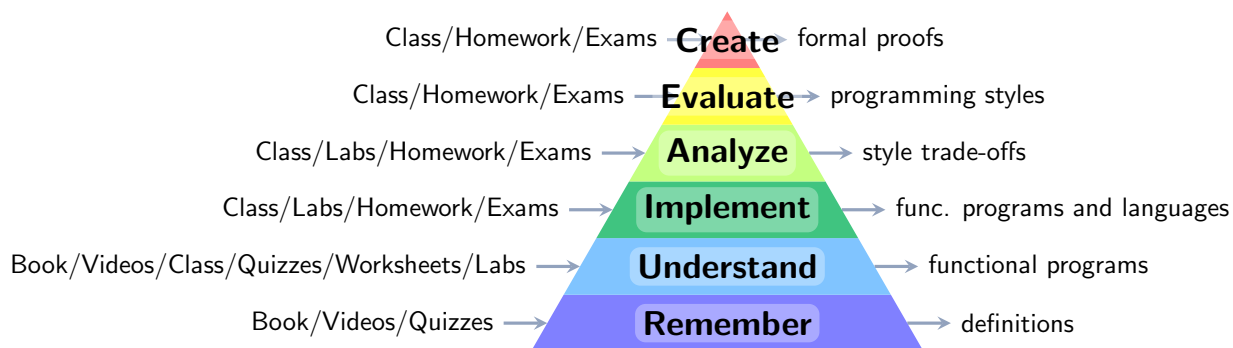 Class/Homework/Exams Create formal proofs
Class/Homework/Exams Evaluate programming styles
Class/Labs/Homework/Exams Analyze style trade-offs
Class/Labs/Homework/Exams Implement func. programs and languages
Book/Videos/Class/Quizzes/Worksheets/Labs Understand functional programs
Book/Videos/Quizzes Remember definitions